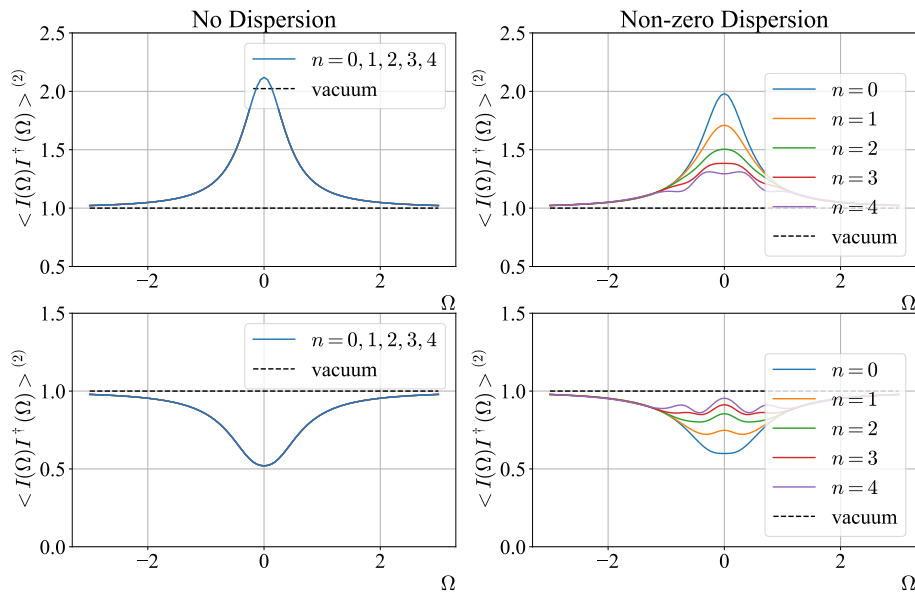 No Dispersion
< I(Ω)I†(Ω) >(2)
2.5
2.0
1.5
1.0
0.5
n = 0, 1, 2, 3, 4
vacuum
−2
0
2
Ω
Non-zero Dispersion
< I(Ω)I†(Ω) >(2)
2.5
2.0
1.5
1.0
0.5
n = 0
n = 1
n = 2
n = 3
n = 4
vacuum
−2
0
2
Ω
< I(Ω)I†(Ω) >(2)
1.5
1.0
0.5
0.0
n = 0, 1, 2, 3, 4
vacuum
−2
0
2
Ω
< I(Ω)I†(Ω) >(2)
1.5
1.0
0.5
0.0
n = 0
n = 1
n = 2
n = 3
n = 4
vacuum
−2
0
2
Ω